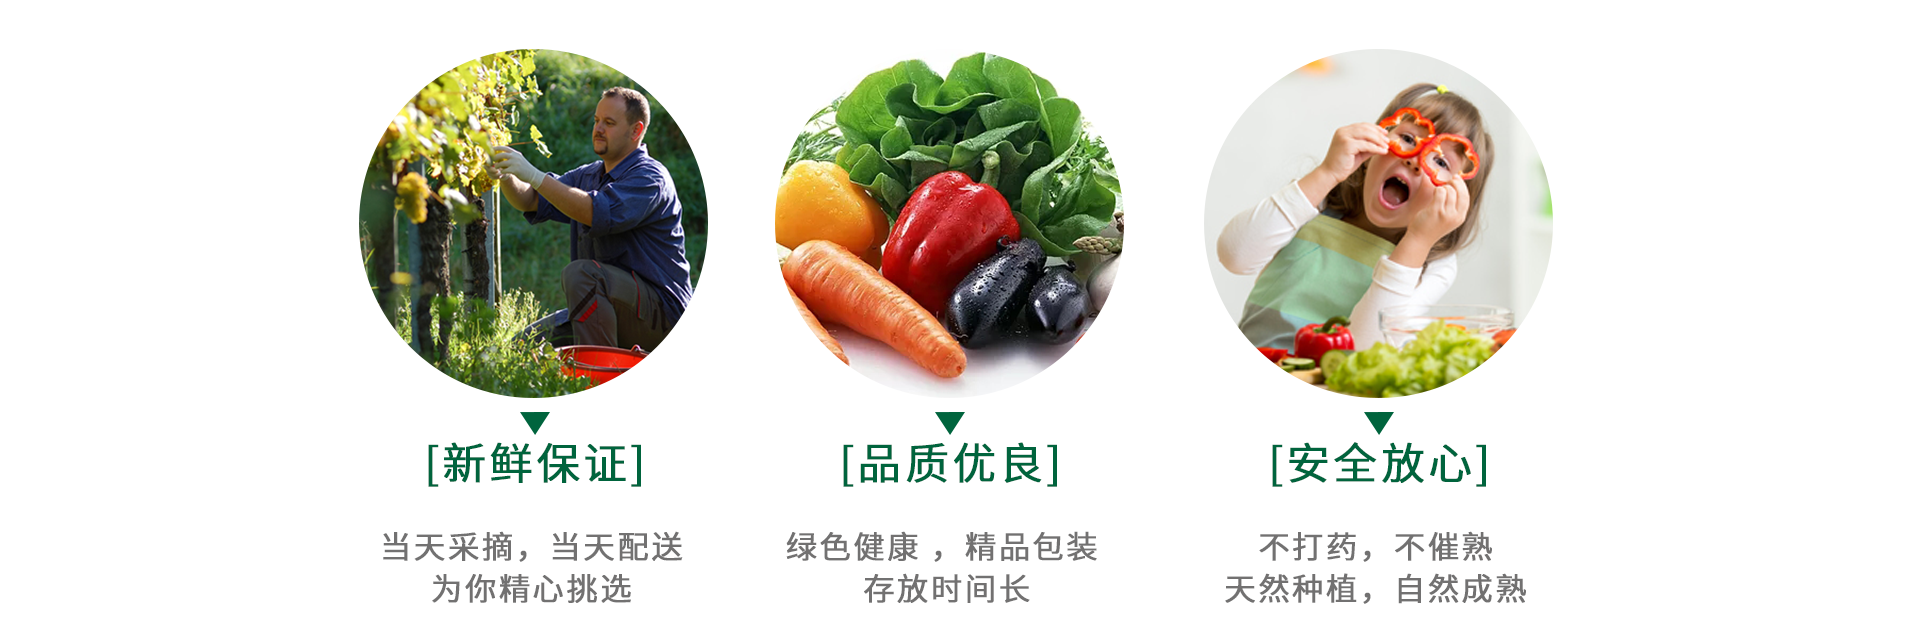 [新鲜保证]
当天采摘，当天配送
为你精心挑选
[品质优良]
绿色健康 ，精品包装
存放时间长
[安全放心]
不打药，不催熟
天然种植，自然成熟